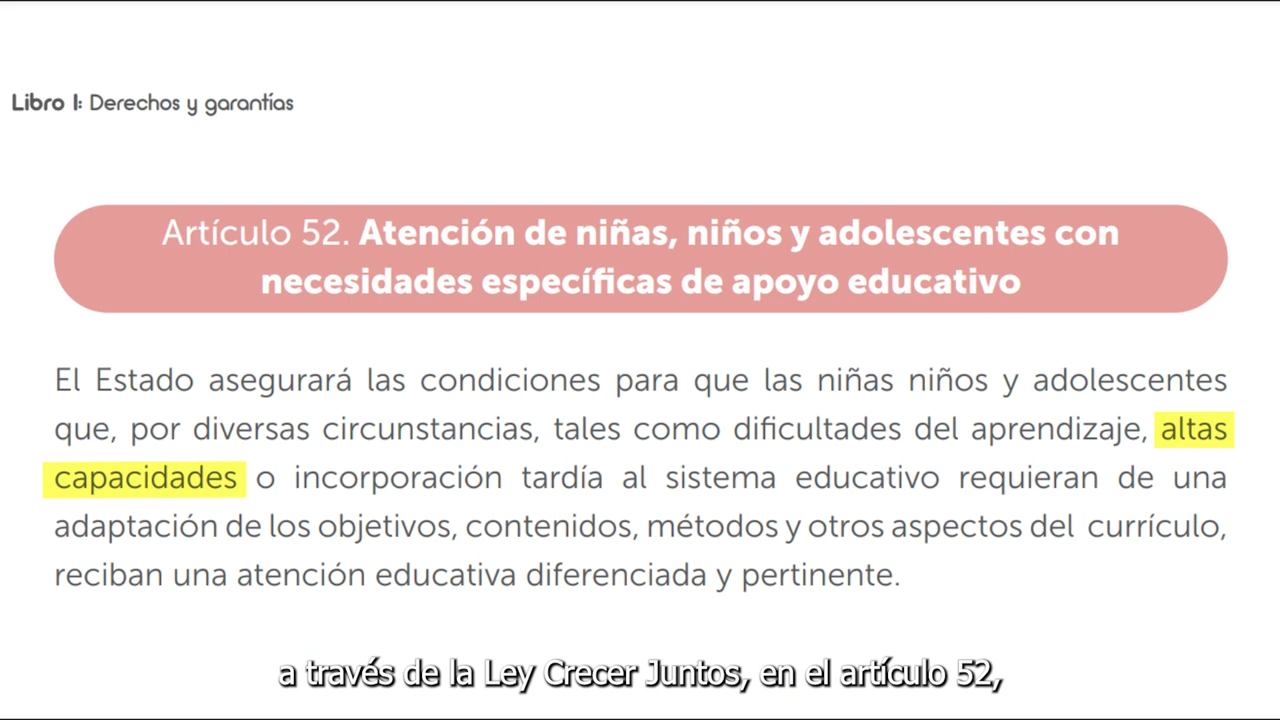 Libro I: Derechos y garantías
Artículo 52. Atención de niñas, niños y adolescentes con
necesidades específicas de apoyo educativo
El Estado asegurará las condiciones para que las niñas niños y adolescentes
que, por diversas circunstancias, tales como dificultades del aprendizaje, altas
capacidades o incorporación tardía al sistema educativo requieran de una
adaptación de los objetivos, contenidos, métodos y otros aspectos del currículo,
reciban una atención educativa diferenciada y pertinente.
a través de la Ley Crecer Juntos, en el artículo 52,